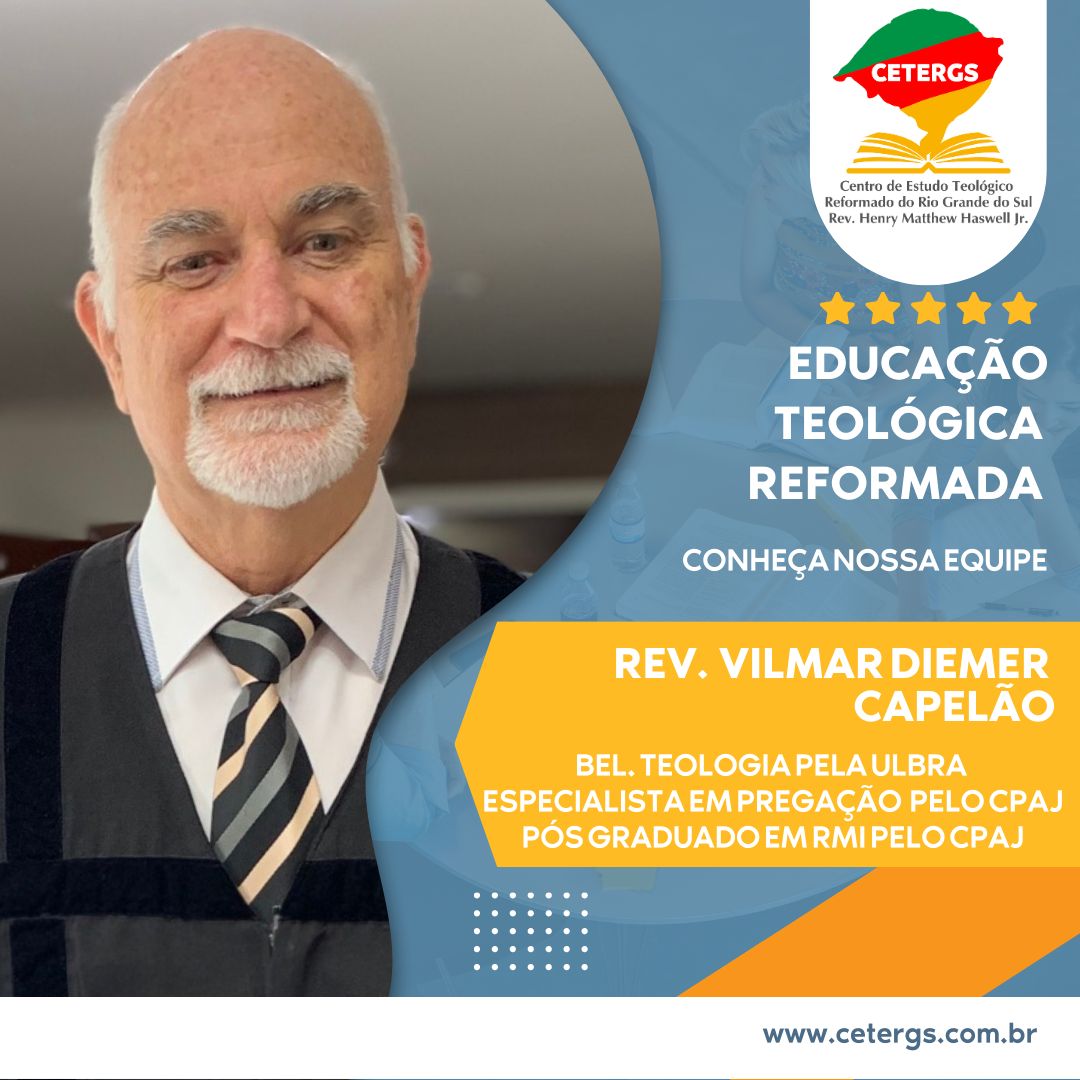 CETERGS
Centro de Estudo Teológico
Reformado do Rio Grande do Sul
Rev. Henry Matthew Haswell Jr.
EDUCAÇÃO
TEOLÓGICA
REFORMADA
CONHEÇA NOSSA EQUIPE
REV. VILMAR DIEMER
CAPELÃO
BEL. TEOLOGIA PELA ULBRA
ESPECIALISTA EM PREGAÇÃO PELO CPAJ
PÓS GRADUADO EM RMI PELO CPAJ
www.cetergs.com.br